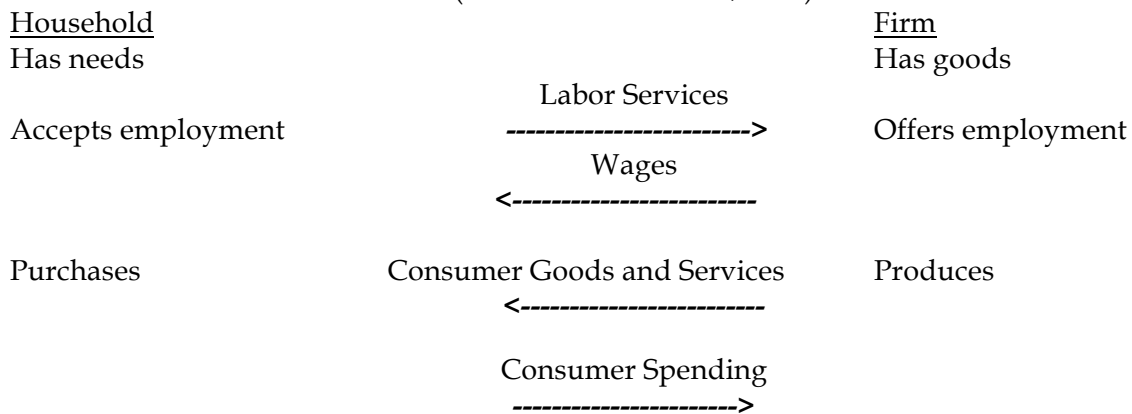 Household Firm
Has needs Has goods
Labor Services
Accepts employment ------------------------> Offers employment
Wages
<------------------------
Purchases Consumer Goods and Services Produces
<------------------------
Consumer Spending
---------------------->